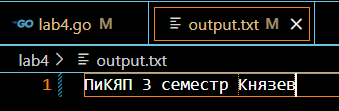 lab4.go M output.txt M
lab4 > output.txt
1 ПиКЯП 3 семестр Князев